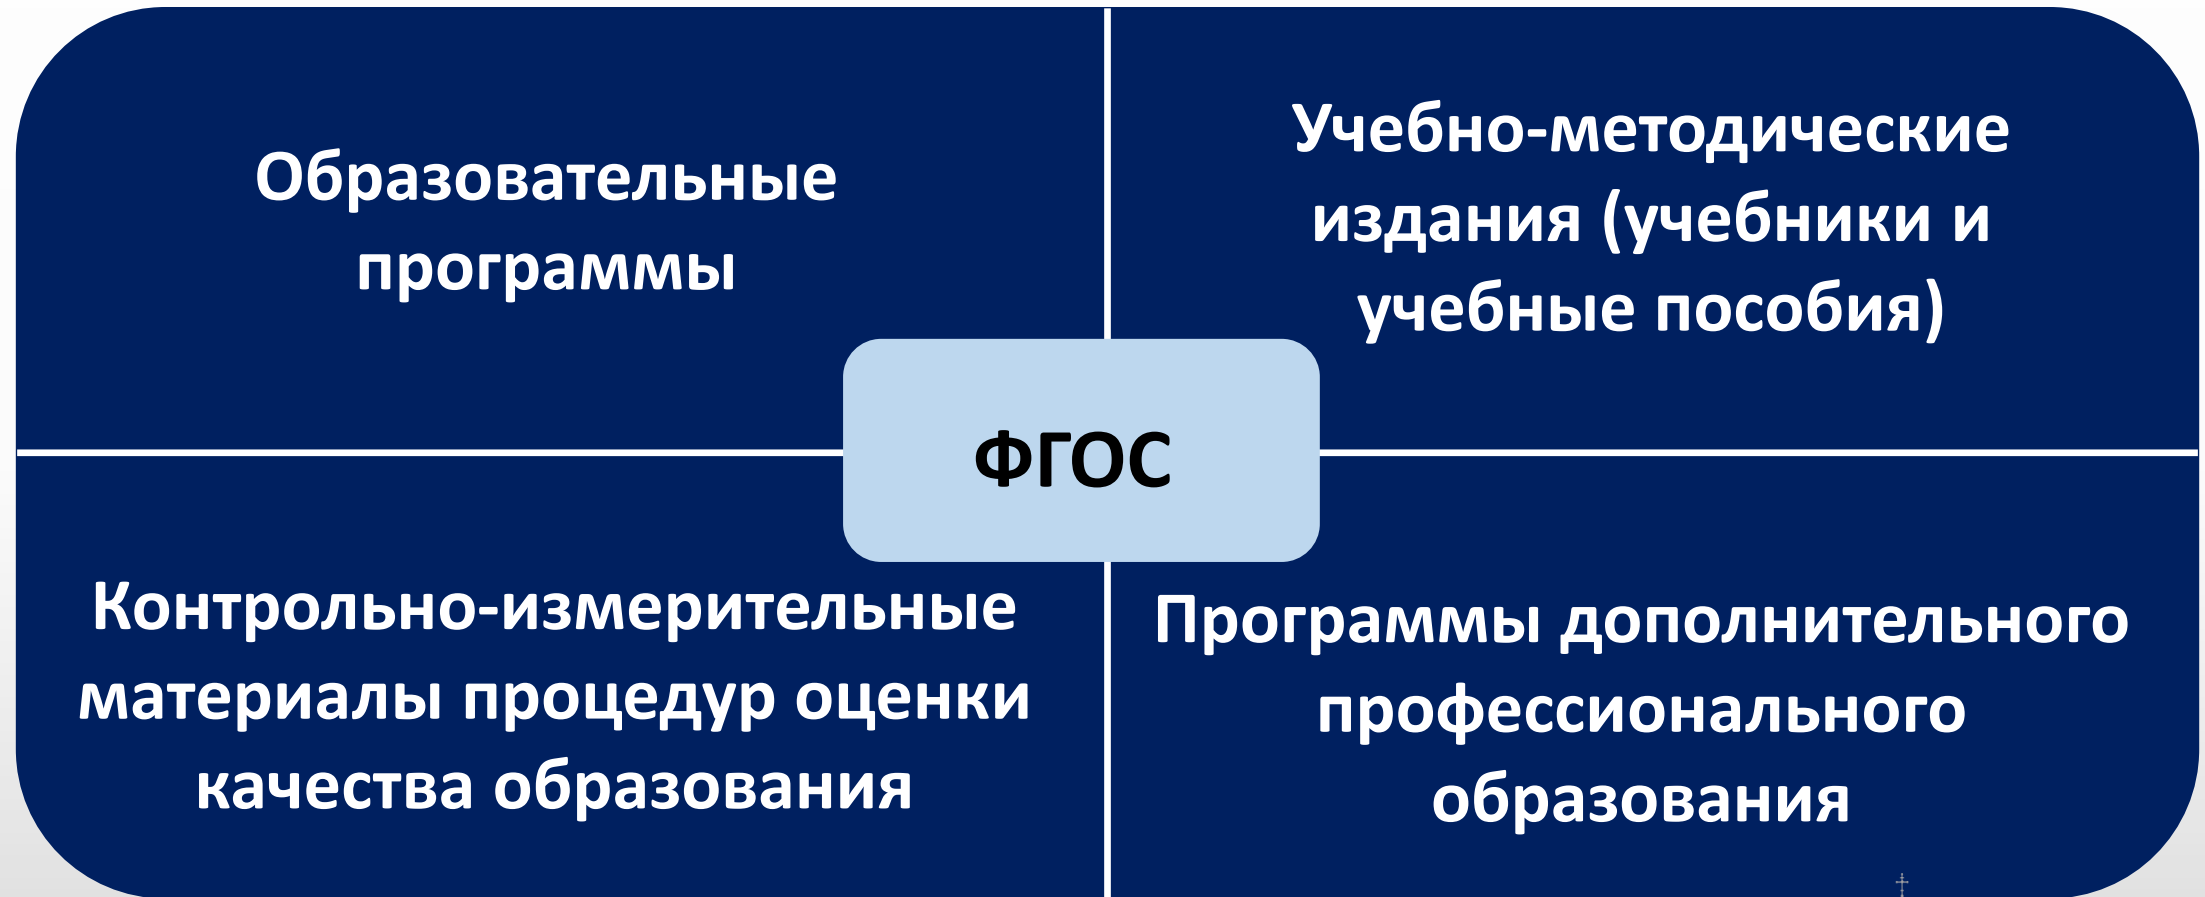 Образовательные
программы
Учебно-методические
издания (учебники и
учебные пособия)
ФГОС
Контрольно-измерительные
материалы процедур оценки
качества образования
Программы дополнительного
профессионального
образования